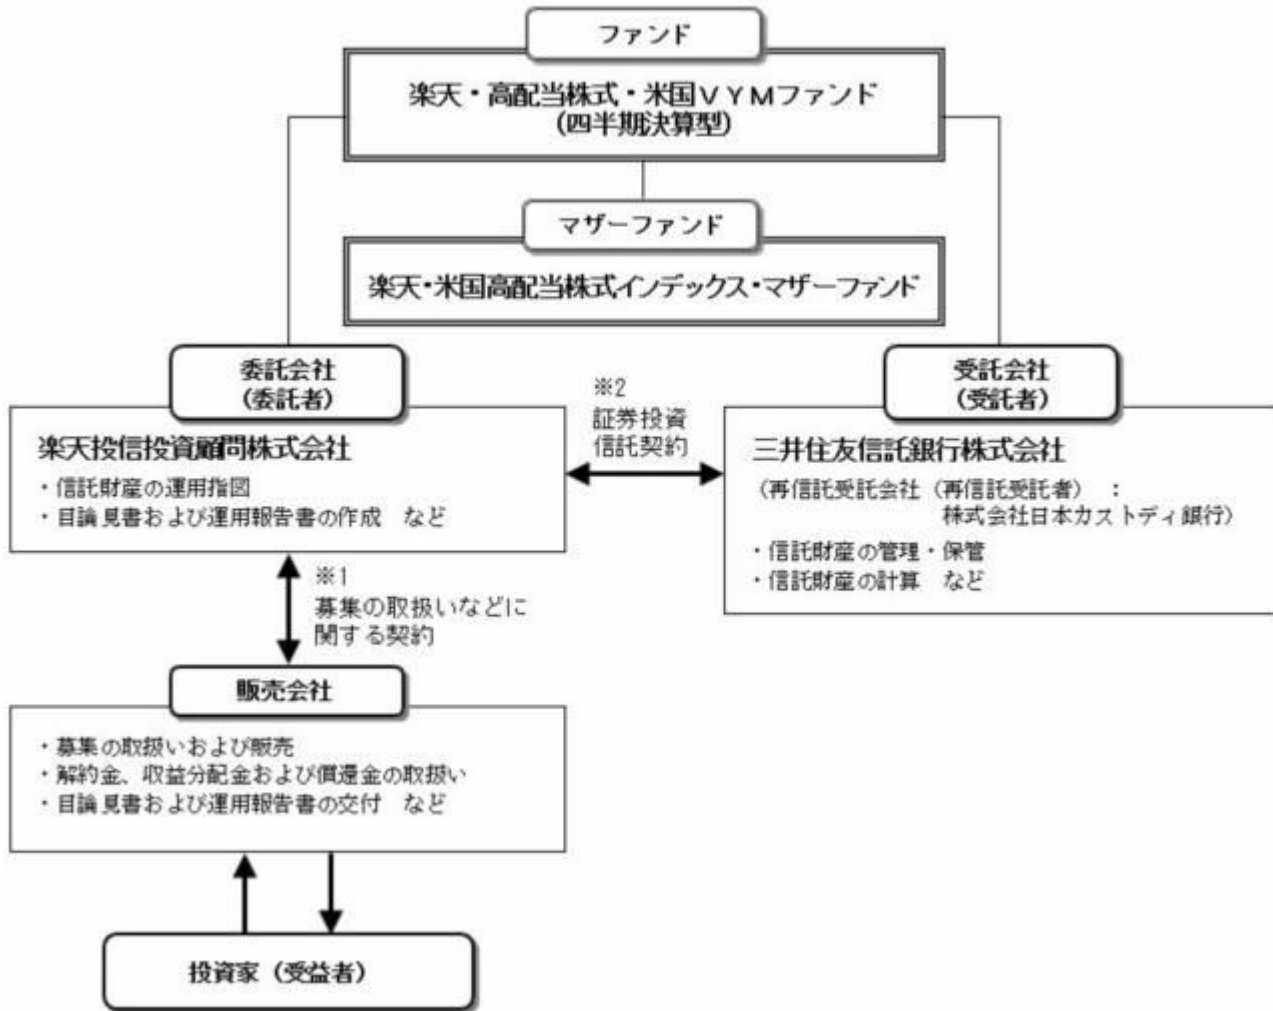 ファンド
楽天・高配当株式・米国ＶＹＭファンド
(四半期決算型)
マザーファンド
楽天・米国高配当株式インデックス・マザーファンド
委託会社
(委託者)
楽天投信投資顧問株式会社
・信託財産の運用指図
・目論見書および運用報告書の作成　など
※2
証券投資
信託契約
受託会社
(受託者)
三井住友信託銀行株式会社
(再信託受託会社（再信託受託者）：
株式会社日本カストディ銀行)
・信託財産の管理・保管
・信託財産の計算　など
※1
募集の取扱いなどに
関する契約
販売会社
・募集の取扱いおよび販売
・解約金、収益分配金および償還金の取扱い
・目論見書および運用報告書の交付　など
投資家（受益者）